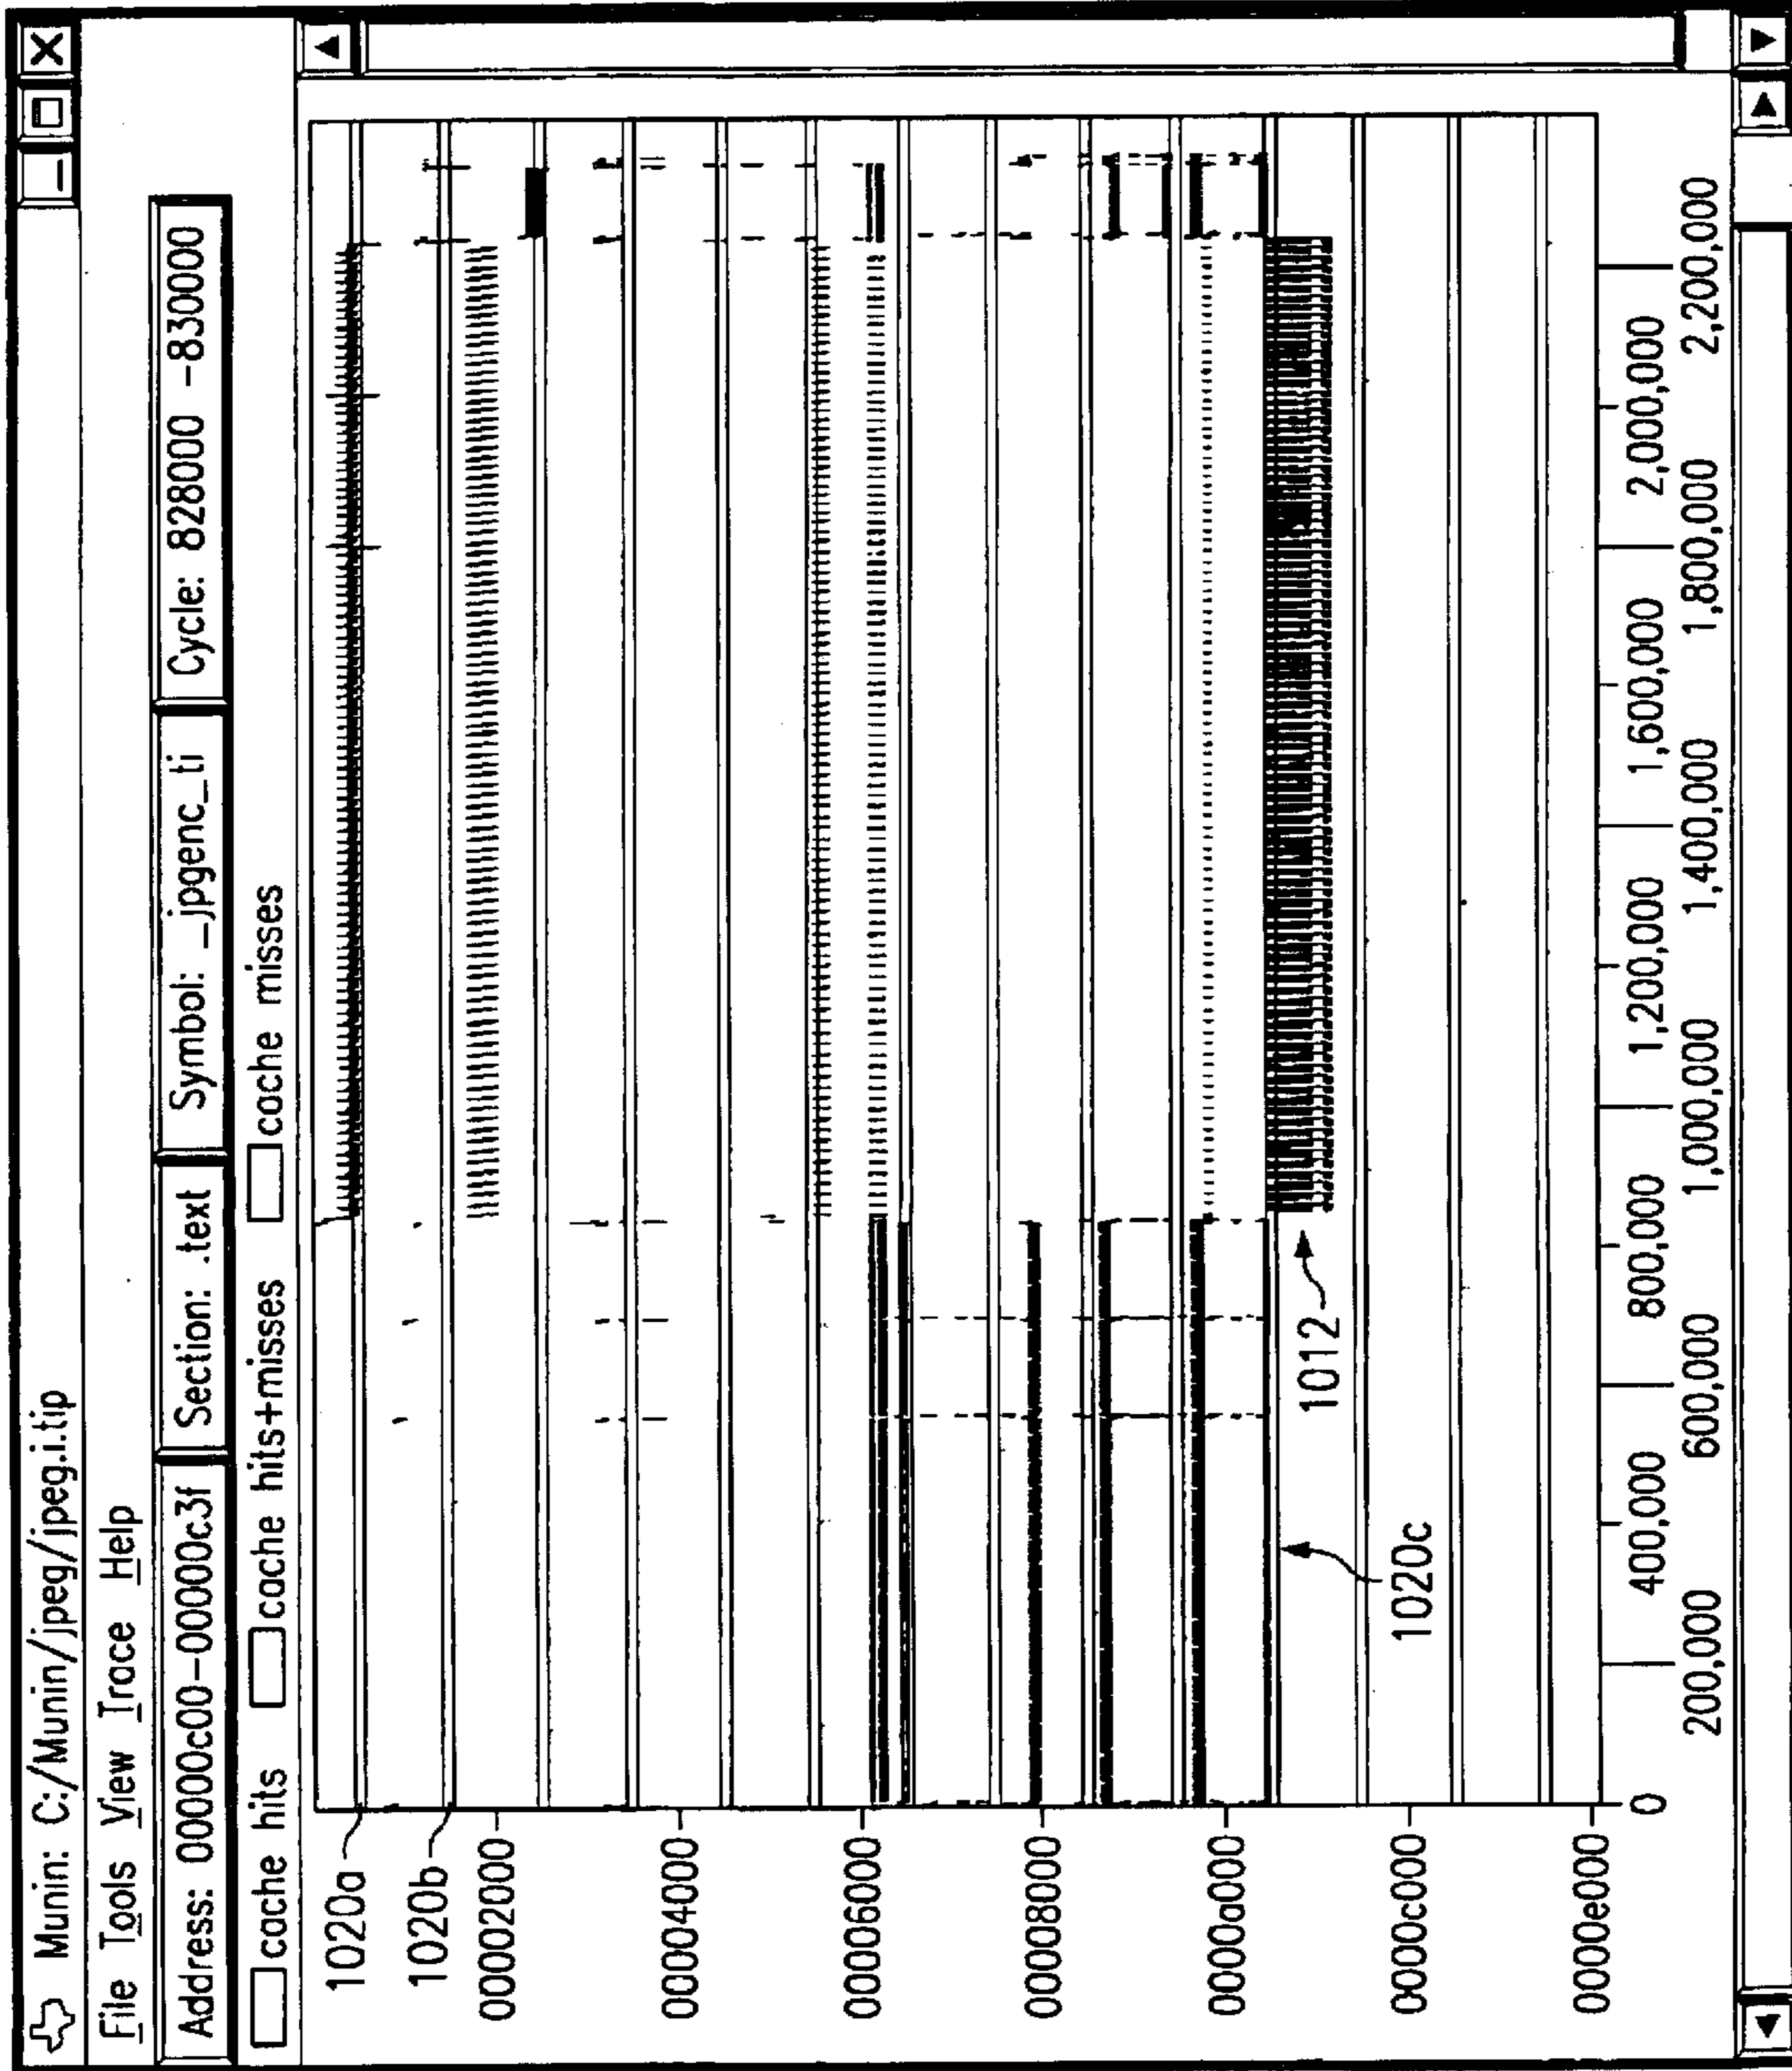 Munin: C:/Munin/jpeg/jpeg.i.tip
File Tools View Trace Help
Address: 00000c00-00000c3f Section: .text Symbol: _jpgenc_ti Cycle: 828000 -830000
cache hits cache hits+misses cache misses
1020a
1020b
00002000
00004000
00006000
00008000
0000a000
0000c000
0000e000
1012
1020c
0 400,000 800,000 1,200,000 1,600,000 2,000,000
200,000 600,000 1,000,000 1,400,000 1,800,000 2,200,000